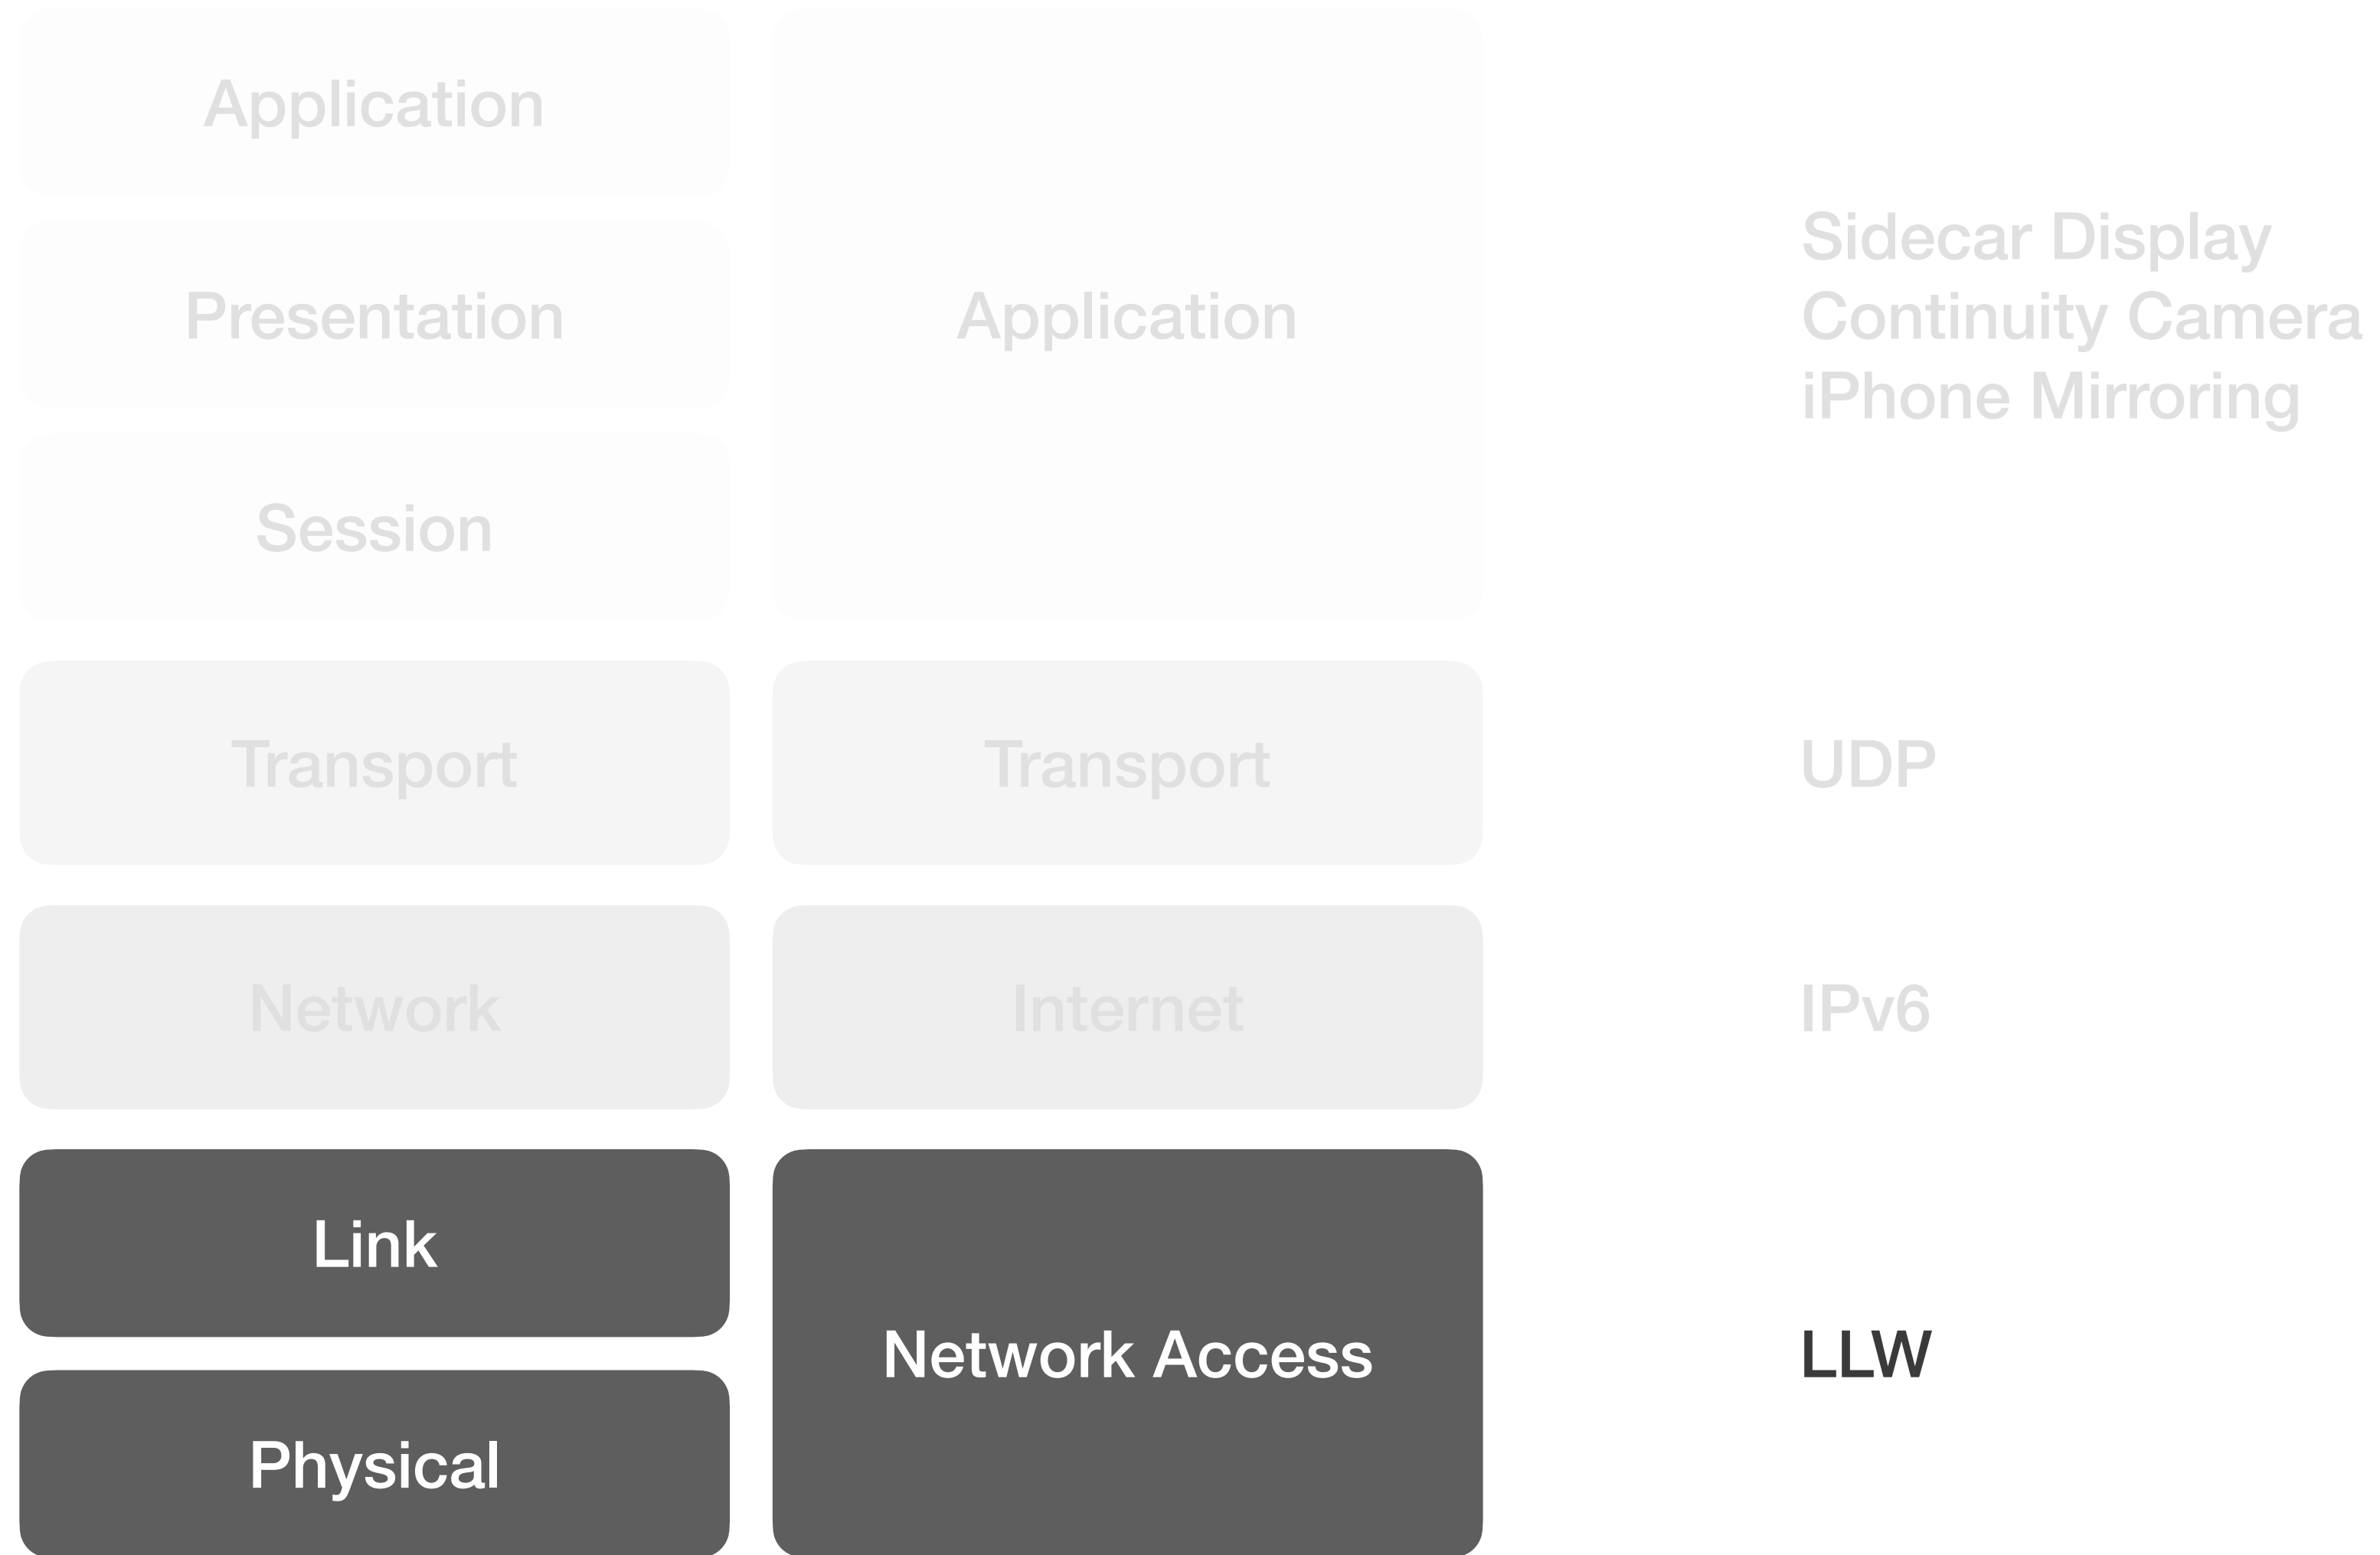 Application
Presentation
Session
Transport
Network
Link
Physical
Application
Transport
Internet
Network Access
Sidecar Display
Continuity Camera
iPhone Mirroring
UDP
IPv6
LLW